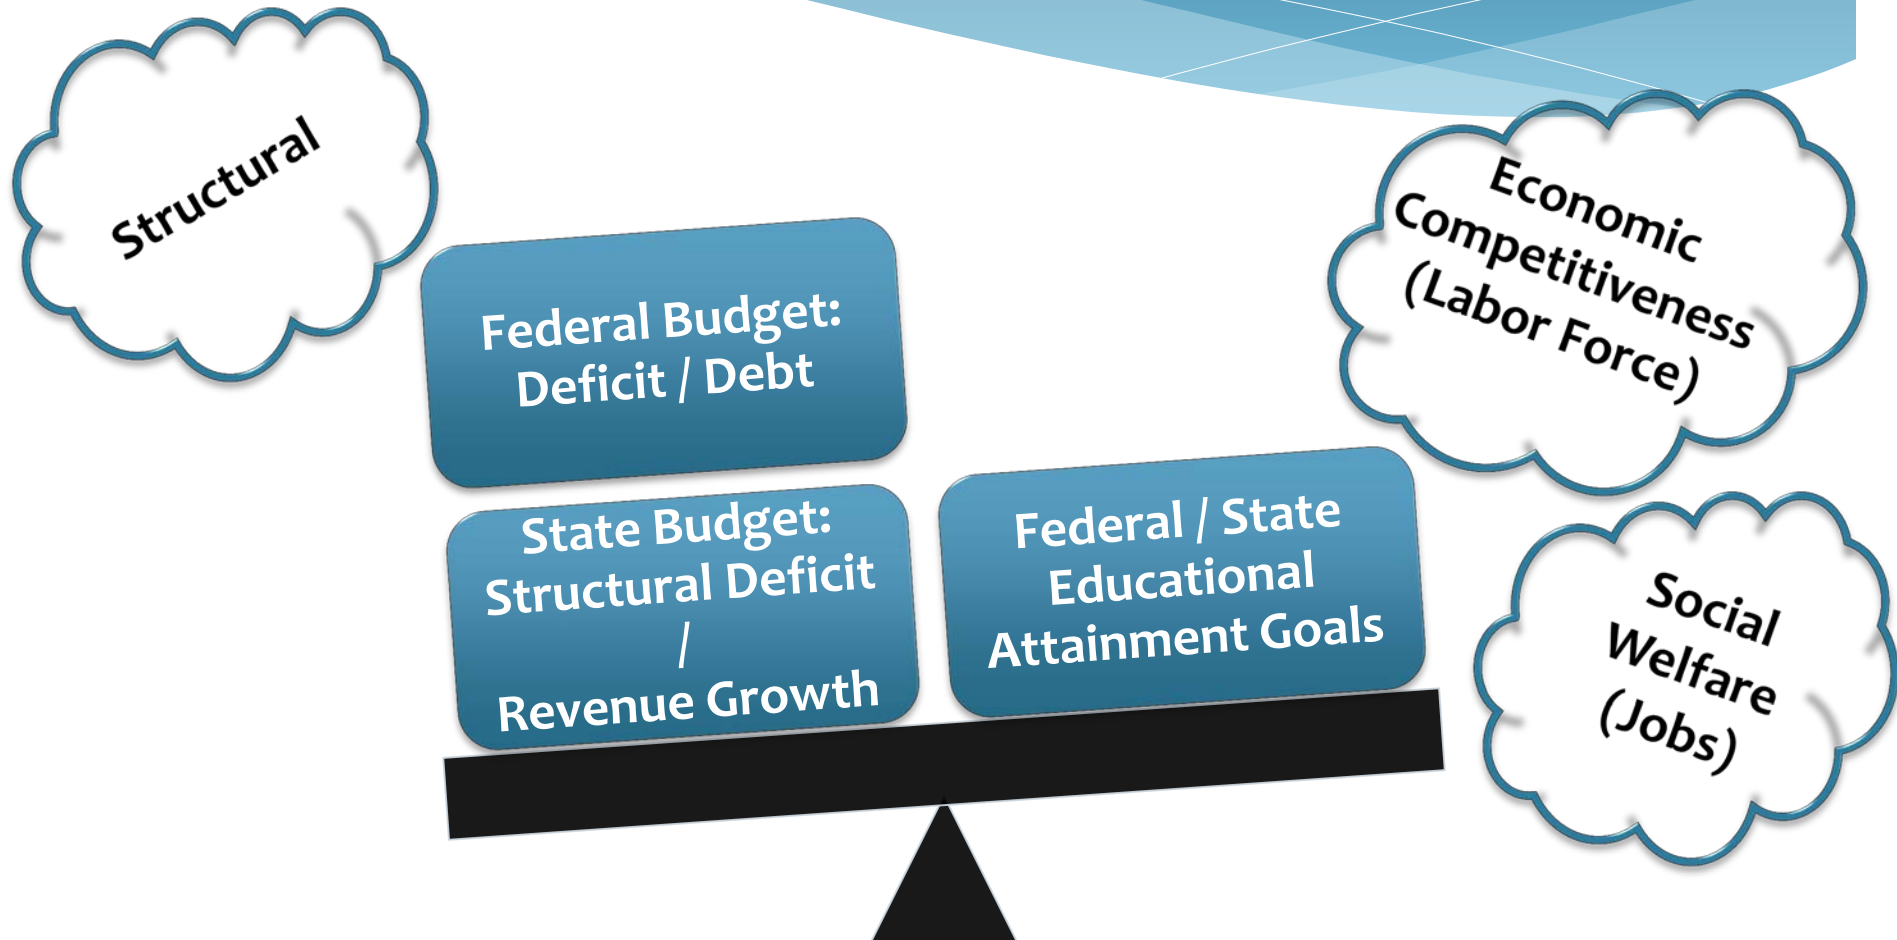 Structural
Federal Budget:
Deficit / Debt
State Budget:
Structural Deficit
/
Revenue Growth
Federal / State
Educational
Attainment Goals
Economic
Competitiveness
(Labor Force)
Social
Welfare
(Jobs)